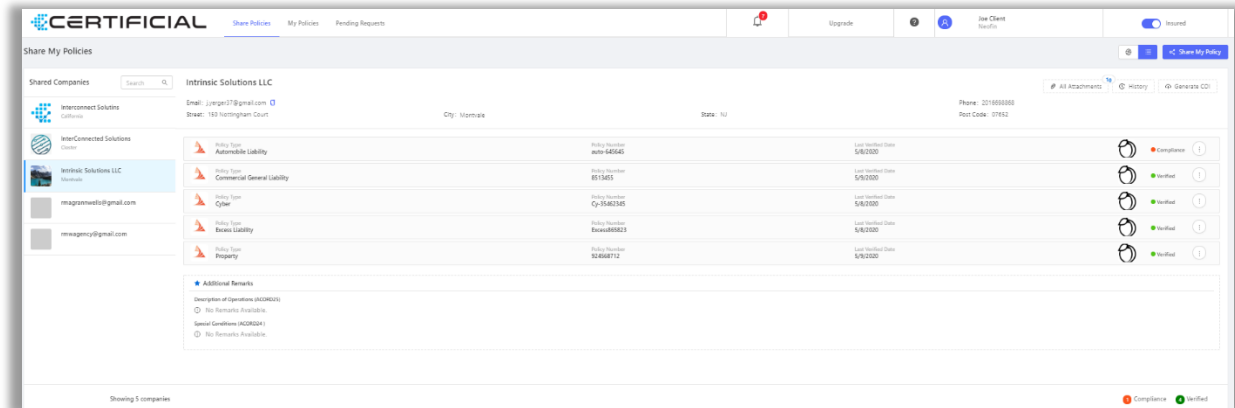 CERTIFICIAL
Share Policies
My Policies
Pending Requests
7
Upgrade
?
Joe Client
Neofin
Insured
Share My Policies
Share My Policy
Shared Companies
Search
Interconnect Solutins
California
InterConnected Solutions
Intrinsic Solutions LLC
Montvale
rmagrannwello@gmail.com
rmwagency@gmail.com
Intrinsic Solutions LLC
All Attachments
History
Generate COI
Email: j.yerger37@gmail.com
Phone:
Street: 160 Nottingham Court
City: Montvale
State: NJ
Post Code: 07652
Policy Type
Automobile Liability
Policy Number
auto-645645
Last Verified Date
5/8/2020
Compliance
Policy Type
Commercial General Liability
Policy Number
8513455
Last Verified Date
5/9/2020
Verified
Policy Type
Cyber
Policy Number
Cy-35462345
Last Verified Date
5/8/2020
Verified
Policy Type
Excess Liability
Policy Number
Excess865823
Last Verified Date
5/8/2020
Verified
Policy Type
Property
Policy Number
924568712
Last Verified Date
5/9/2020
Verified
Additional Remarks
Description of Operations (ACORD25)
No Remarks Available.
Special Conditions (ACORD24 )
No Remarks Available.
Showing 5 companies
1 Compliance
4 Verified